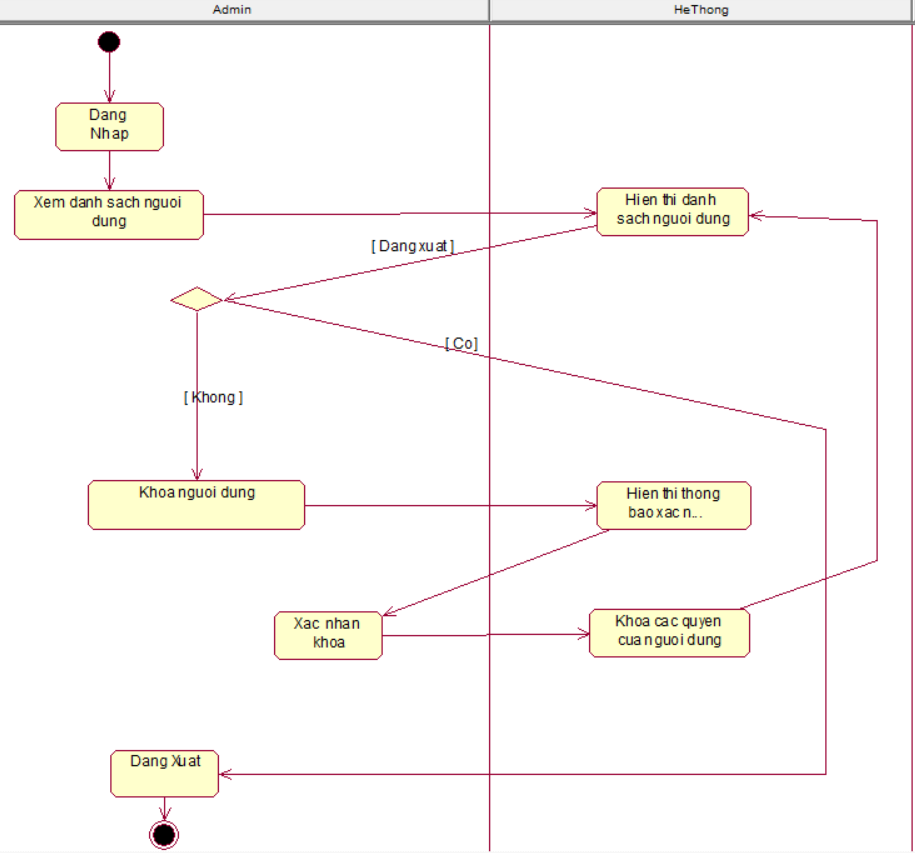 Admin
HeThong
Dang
Nhap
Xem danh sach nguoi
dung
Hien thi danh
sach nguoi dung
[ Dang xuat ]
[ Co ]
[ Khong ]
Khoa nguoi dung
Hien thi thong
bao xac n...
Xac nhan
khoa
Khoa cac quyen
cua nguoi dung
Dang Xuat